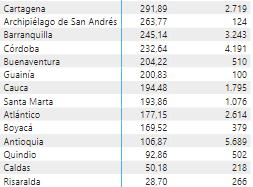 Cartagena 291,89 2.719
Archipiélago de San Andrés 263,77 124
Barranquilla 245,14 3.243
Córdoba 232,64 4.191
Buenaventura 204,22 510
Guainía 200,83 100
Cauca 194,48 1.795
Santa Marta 193,86 1.076
Atlántico 177,15 2.614
Boyacá 169,52 379
Antioquia 106,87 5.689
Quindio 92,86 502
Caldas 50,18 218
Risaralda 28,70 266